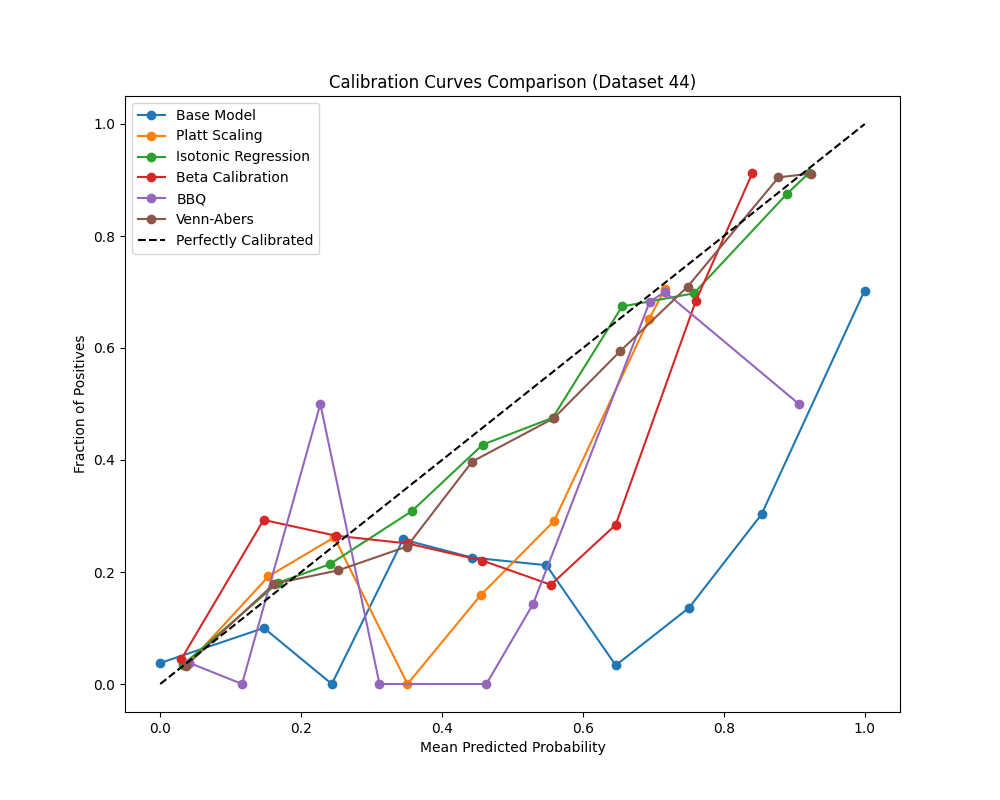 Calibration Curves Comparison (Dataset 44)
Base Model
Platt Scaling
Isotonic Regression
Beta Calibration
BBQ
Venn-Abers
Perfectly Calibrated
Fraction of Positives
1.0
0.8
0.6
0.4
0.2
0.0
0.0 0.2 0.4 0.6 0.8 1.0
Mean Predicted Probability